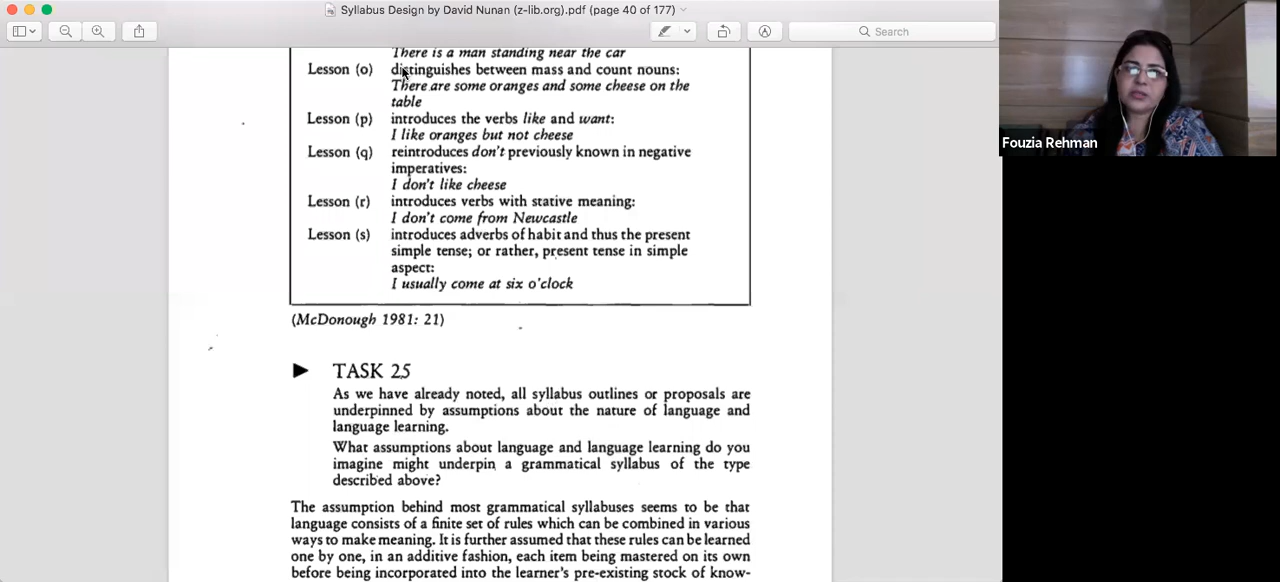 Syllabus Design by David Nunan (z-lib.org).pdf (page 40 of 177)
Search
There is a man standing near the car
Lesson (o) distinguishes between mass and count nouns:
There are some oranges and some cheese on the
table
Lesson (p) introduces the verbs like and want:
I like oranges but not cheese
Lesson (q) reintroduces don't previously known in negative
imperatives:
I don't like cheese
Lesson (r) introduces verbs with stative meaning:
I don't come from Newcastle
Lesson (s) introduces adverbs of habit and thus the present
simple tense; or rather, present tense in simple
aspect:
I usually come at six o'clock
(McDonough 1981: 21)
TASK 25
As we have already noted, all syllabus outlines or proposals are
underpinned by assumptions about the nature of language and
language learning.
What assumptions about language and language learning do you
imagine might underpin a grammatical syllabus of the type
described above?
The assumption behind most grammatical syllabuses seems to be that
language consists of a finite set of rules which can be combined in various
ways to make meaning. It is further assumed that these rules can be learned
one by one, in an additive fashion, each item being mastered on its own
before being incorporated into the learner's pre-existing stock of know-
Fouzia Rehman